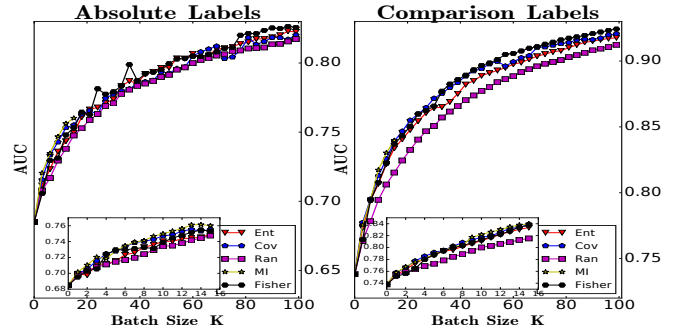 Absolute Labels
Comparison Labels
AUC
0.80
0.75
0.70
0.65
0.76
0.74
0.72
0.70
0.68
0 2 4 6 8 10 12 14 16
Ent
Cov
Ran
MI
Fisher
0 20 40 60 80 100
Batch Size K
AUC
0.90
0.85
0.80
0.75
0.84
0.82
0.80
0.78
0.76
0.74
0 2 4 6 8 10 12 14 16
Ent
Cov
Ran
MI
Fisher
0 20 40 60 80 100
Batch Size K